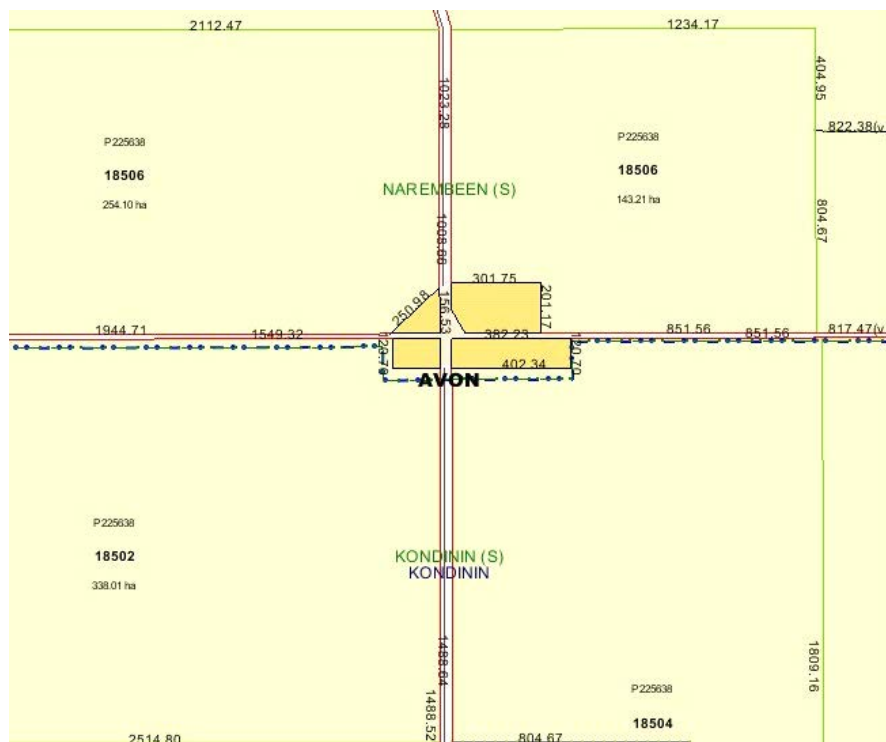 2112.47
1234.17
1023.28
404.95
822.38(v
P225638
18506
254.10 ha
P225638
18506
143.21 ha
NAREMBEEN (S)
1008.66
804.67
301.75
250.98
156.53
201.17
1944.71
1549.32
382.23
851.56
851.56
817.47(v
120.70
402.34
120.70
AVON
P225638
18502
338.01 ha
KONDININ (S)
KONDININ
1488.64
1809.16
P225638
18504
1488.52
2514.80
804.67